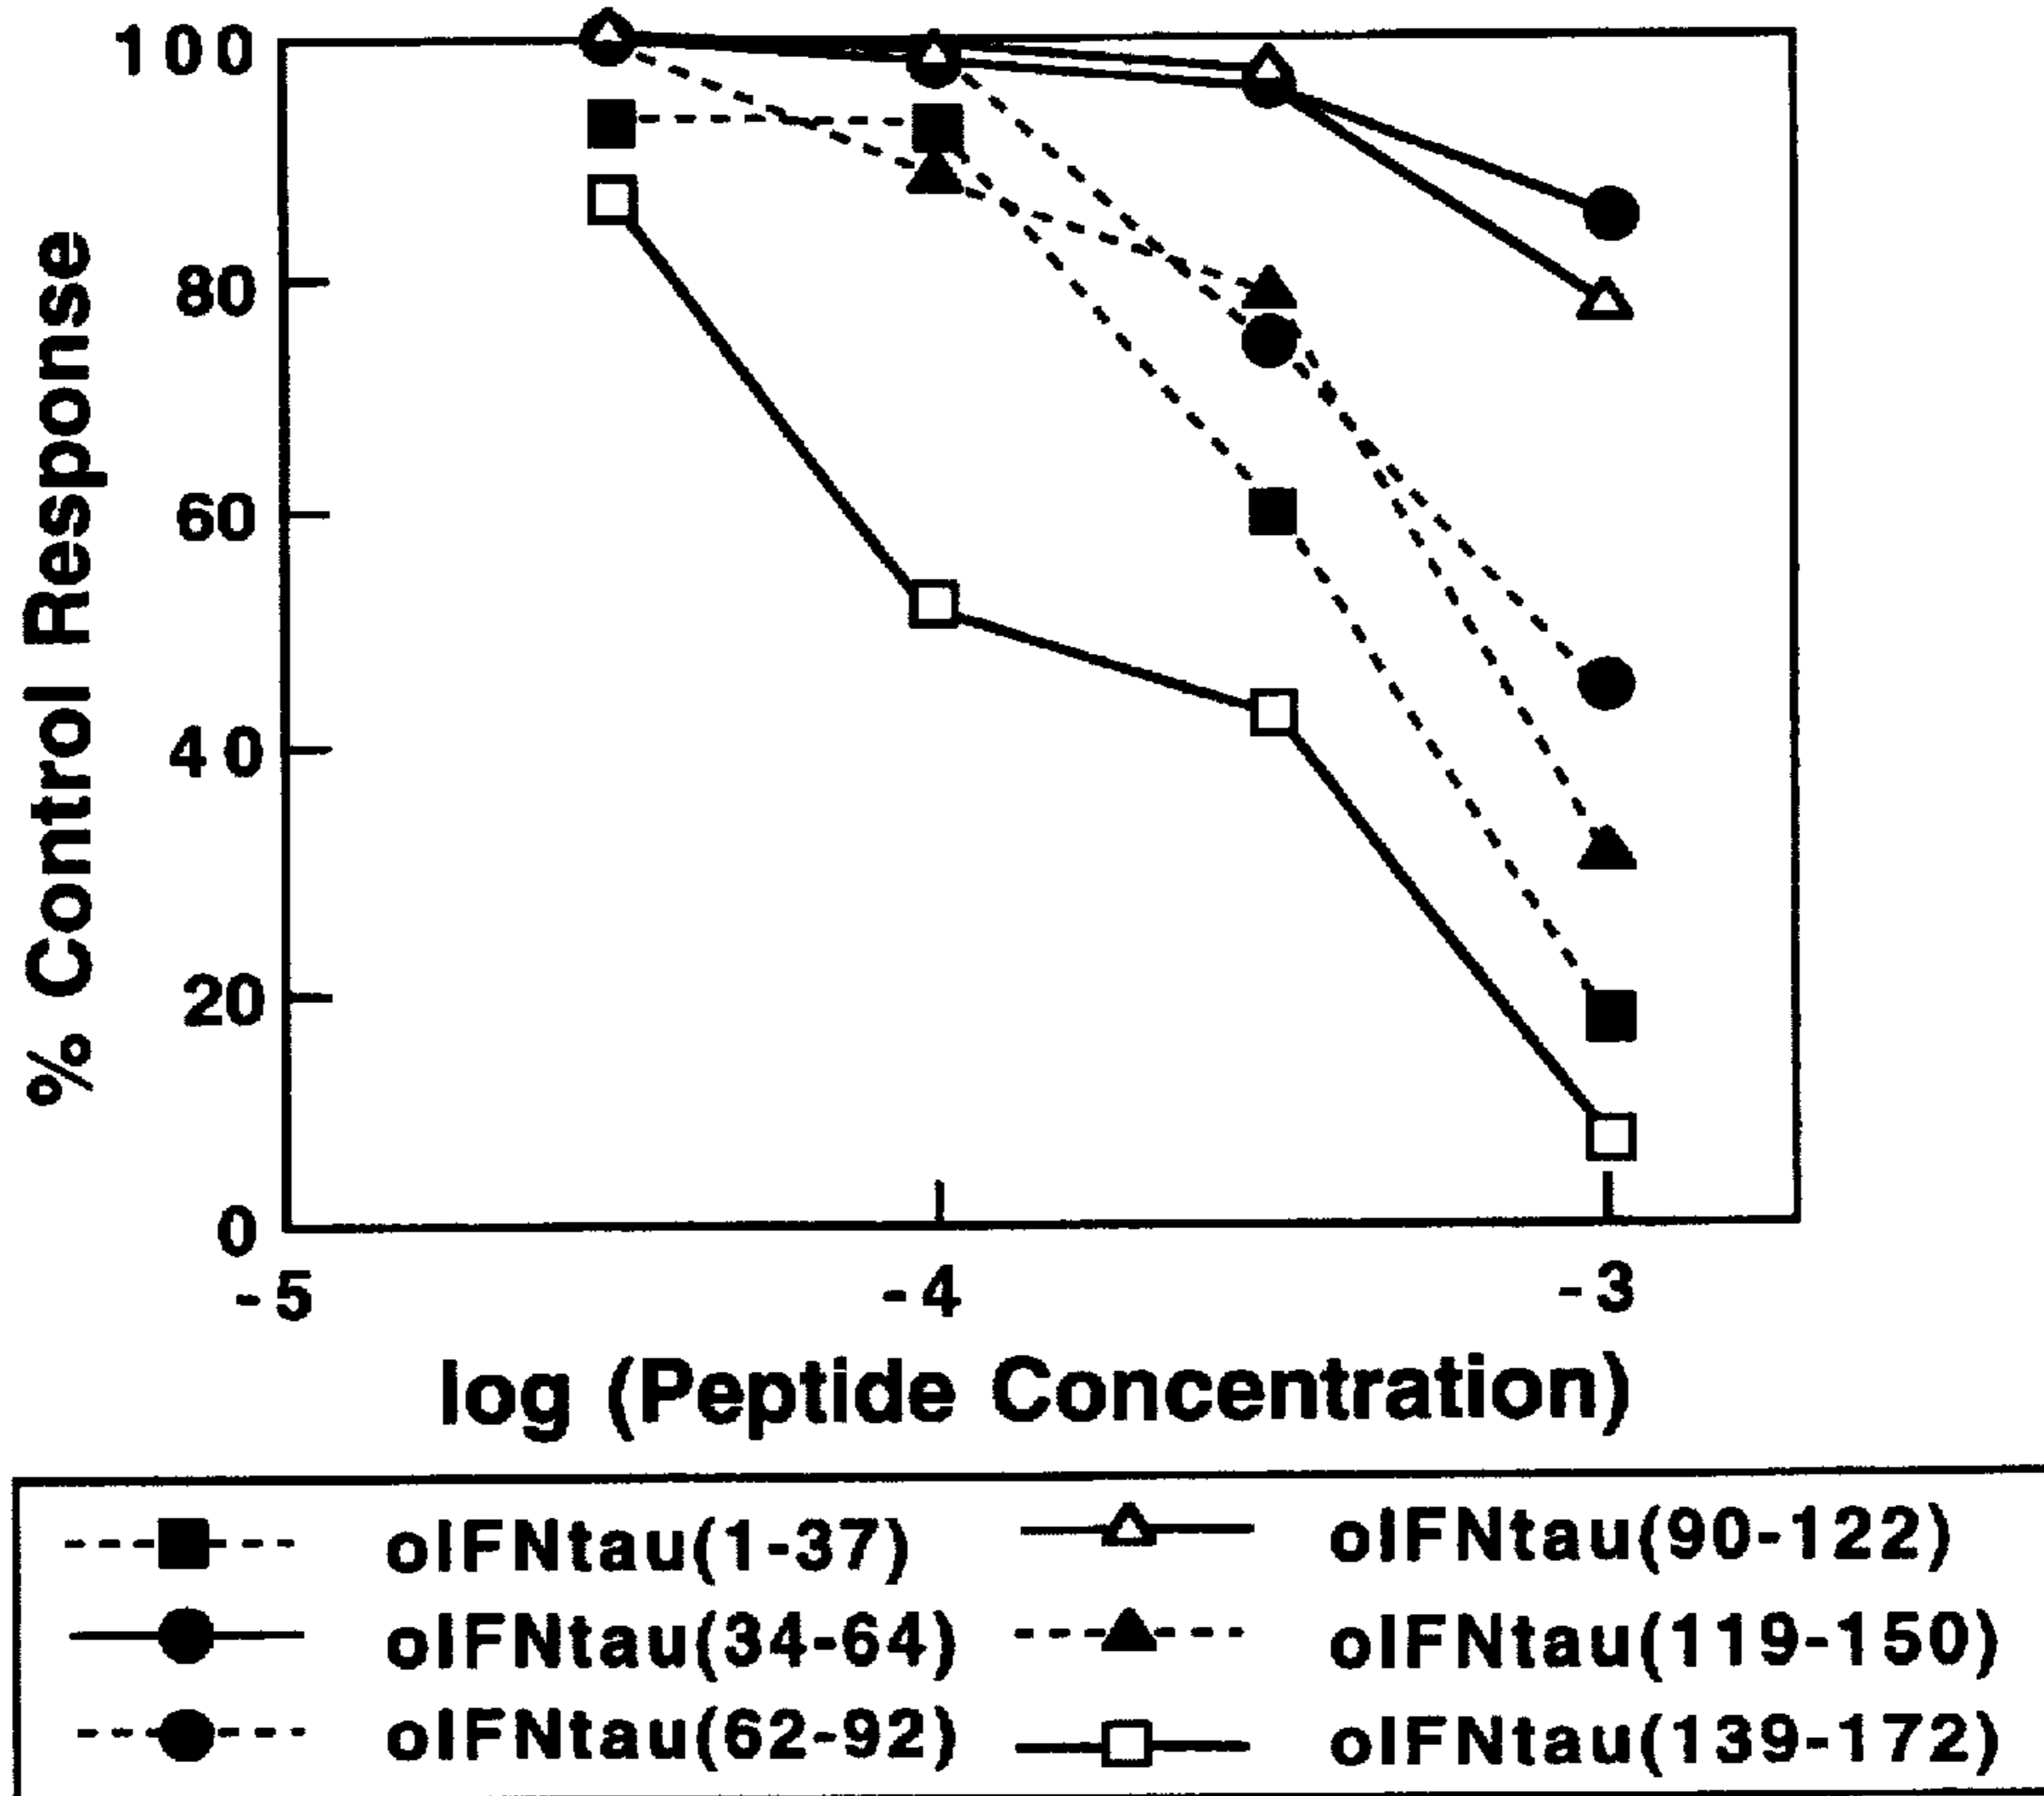 % Control Response
100
80
60
40
20
0
-5 -4 -3
log (Peptide Concentration)
oIFNtau(1-37) oIFNtau(90-122)
oIFNtau(34-64) oIFNtau(119-150)
oIFNtau(62-92) oIFNtau(139-172)